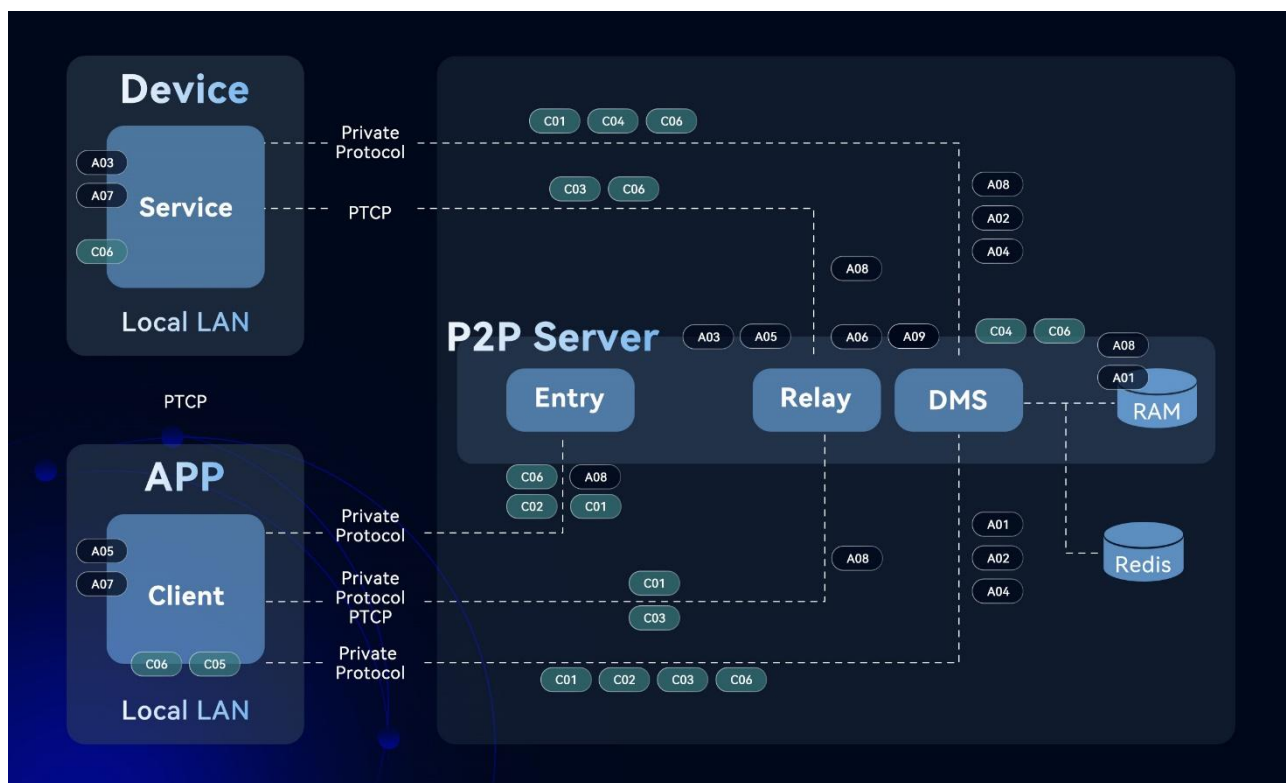 Device
A03
A07
Service
C06
Local LAN
Private
Protocol
C01 C04 C06
PTCP
C03 C06
A08
A02
A04
A08
P2P Server
A03 A05 A06 A09
C04 C06
A08
A01
Entry
Relay
DMS
RAM
Redis
PTCP
APP
A05
A07
Client
C06 C05
Local LAN
C06 A08
C02 C01
Private
Protocol
Private
Protocol
PTCP
C01
C03
A08
A01
A02
A04
Private
Protocol
C01 C02 C03 C06